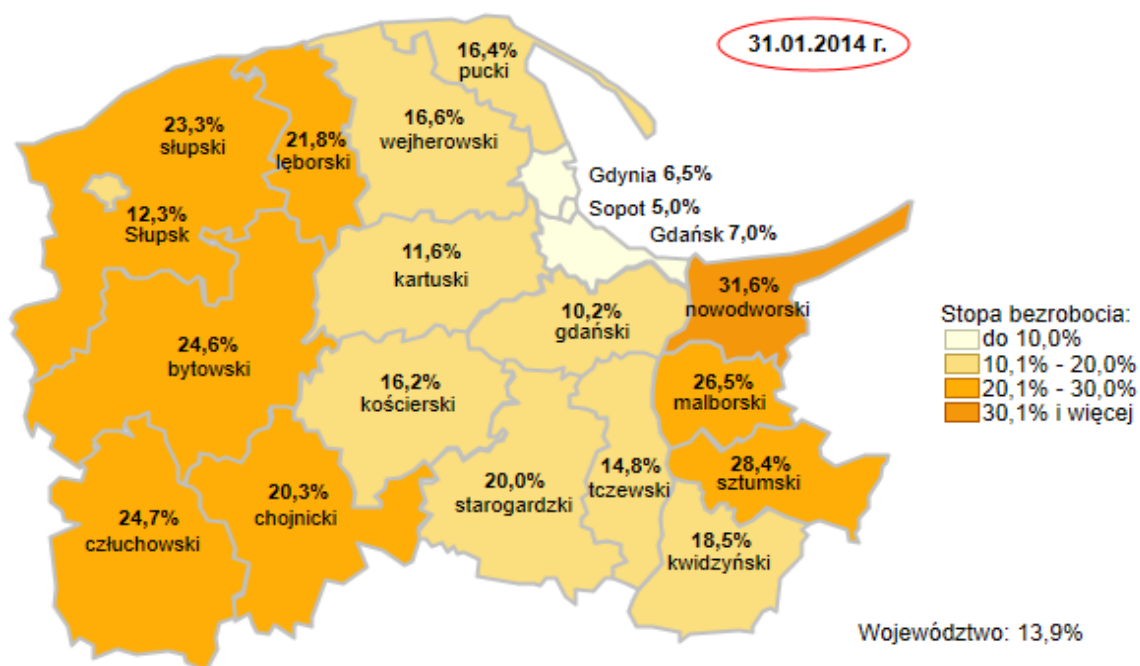 31.01.2014 r.
16,4%
pucki
23,3%
słupski
21,8%
lęborski
16,6%
wejherowski
Gdynia 6,5%
Sopot 5,0%
Gdańsk 7,0%
12,3%
Słupsk
11,6%
kartuski
10,2%
gdański
31,6%
nowodworski
24,6%
bytowski
16,2%
kościerski
26,5%
malborski
Stopa bezrobocia:
do 10,0%
10,1% - 20,0%
20,1% - 30,0%
30,1% i więcej
24,7%
człuchowski
20,3%
chojnicki
20,0%
starogardzki
14,8%
tczewski
28,4%
sztumski
18,5%
kwidzyński
Województwo: 13,9%